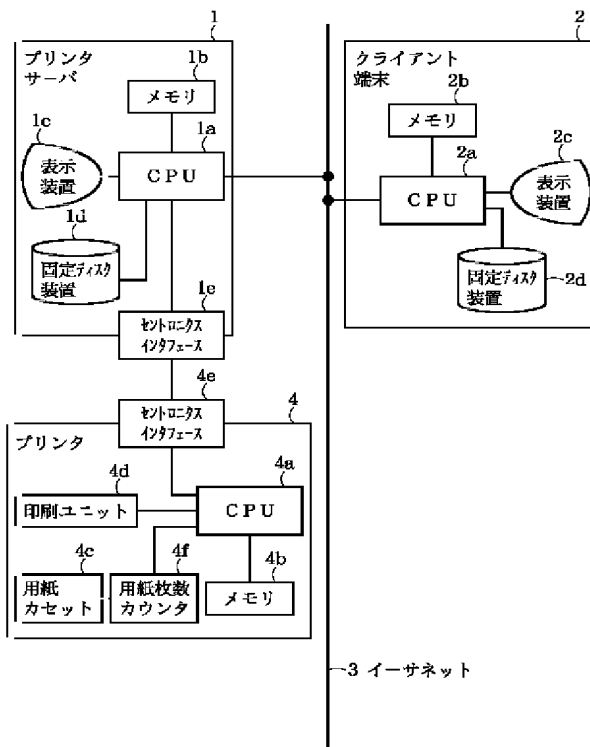 1
プリンタ
サーバ
1b
メモリ
1c
表示
装置
1a
CPU
1d
固定ディスク
装置
1e
セントロニクス
インタフェース
2
クライアント
端末
2b
メモリ
2a
CPU
2c
表示
装置
固定ディスク
装置
2d
4e
セントロニクス
インタフェース
4
プリンタ
4d
印刷ユニット
4a
CPU
4c
用紙
カセット
4f
用紙枚数
カウンタ
4b
メモリ
3 イーサネット